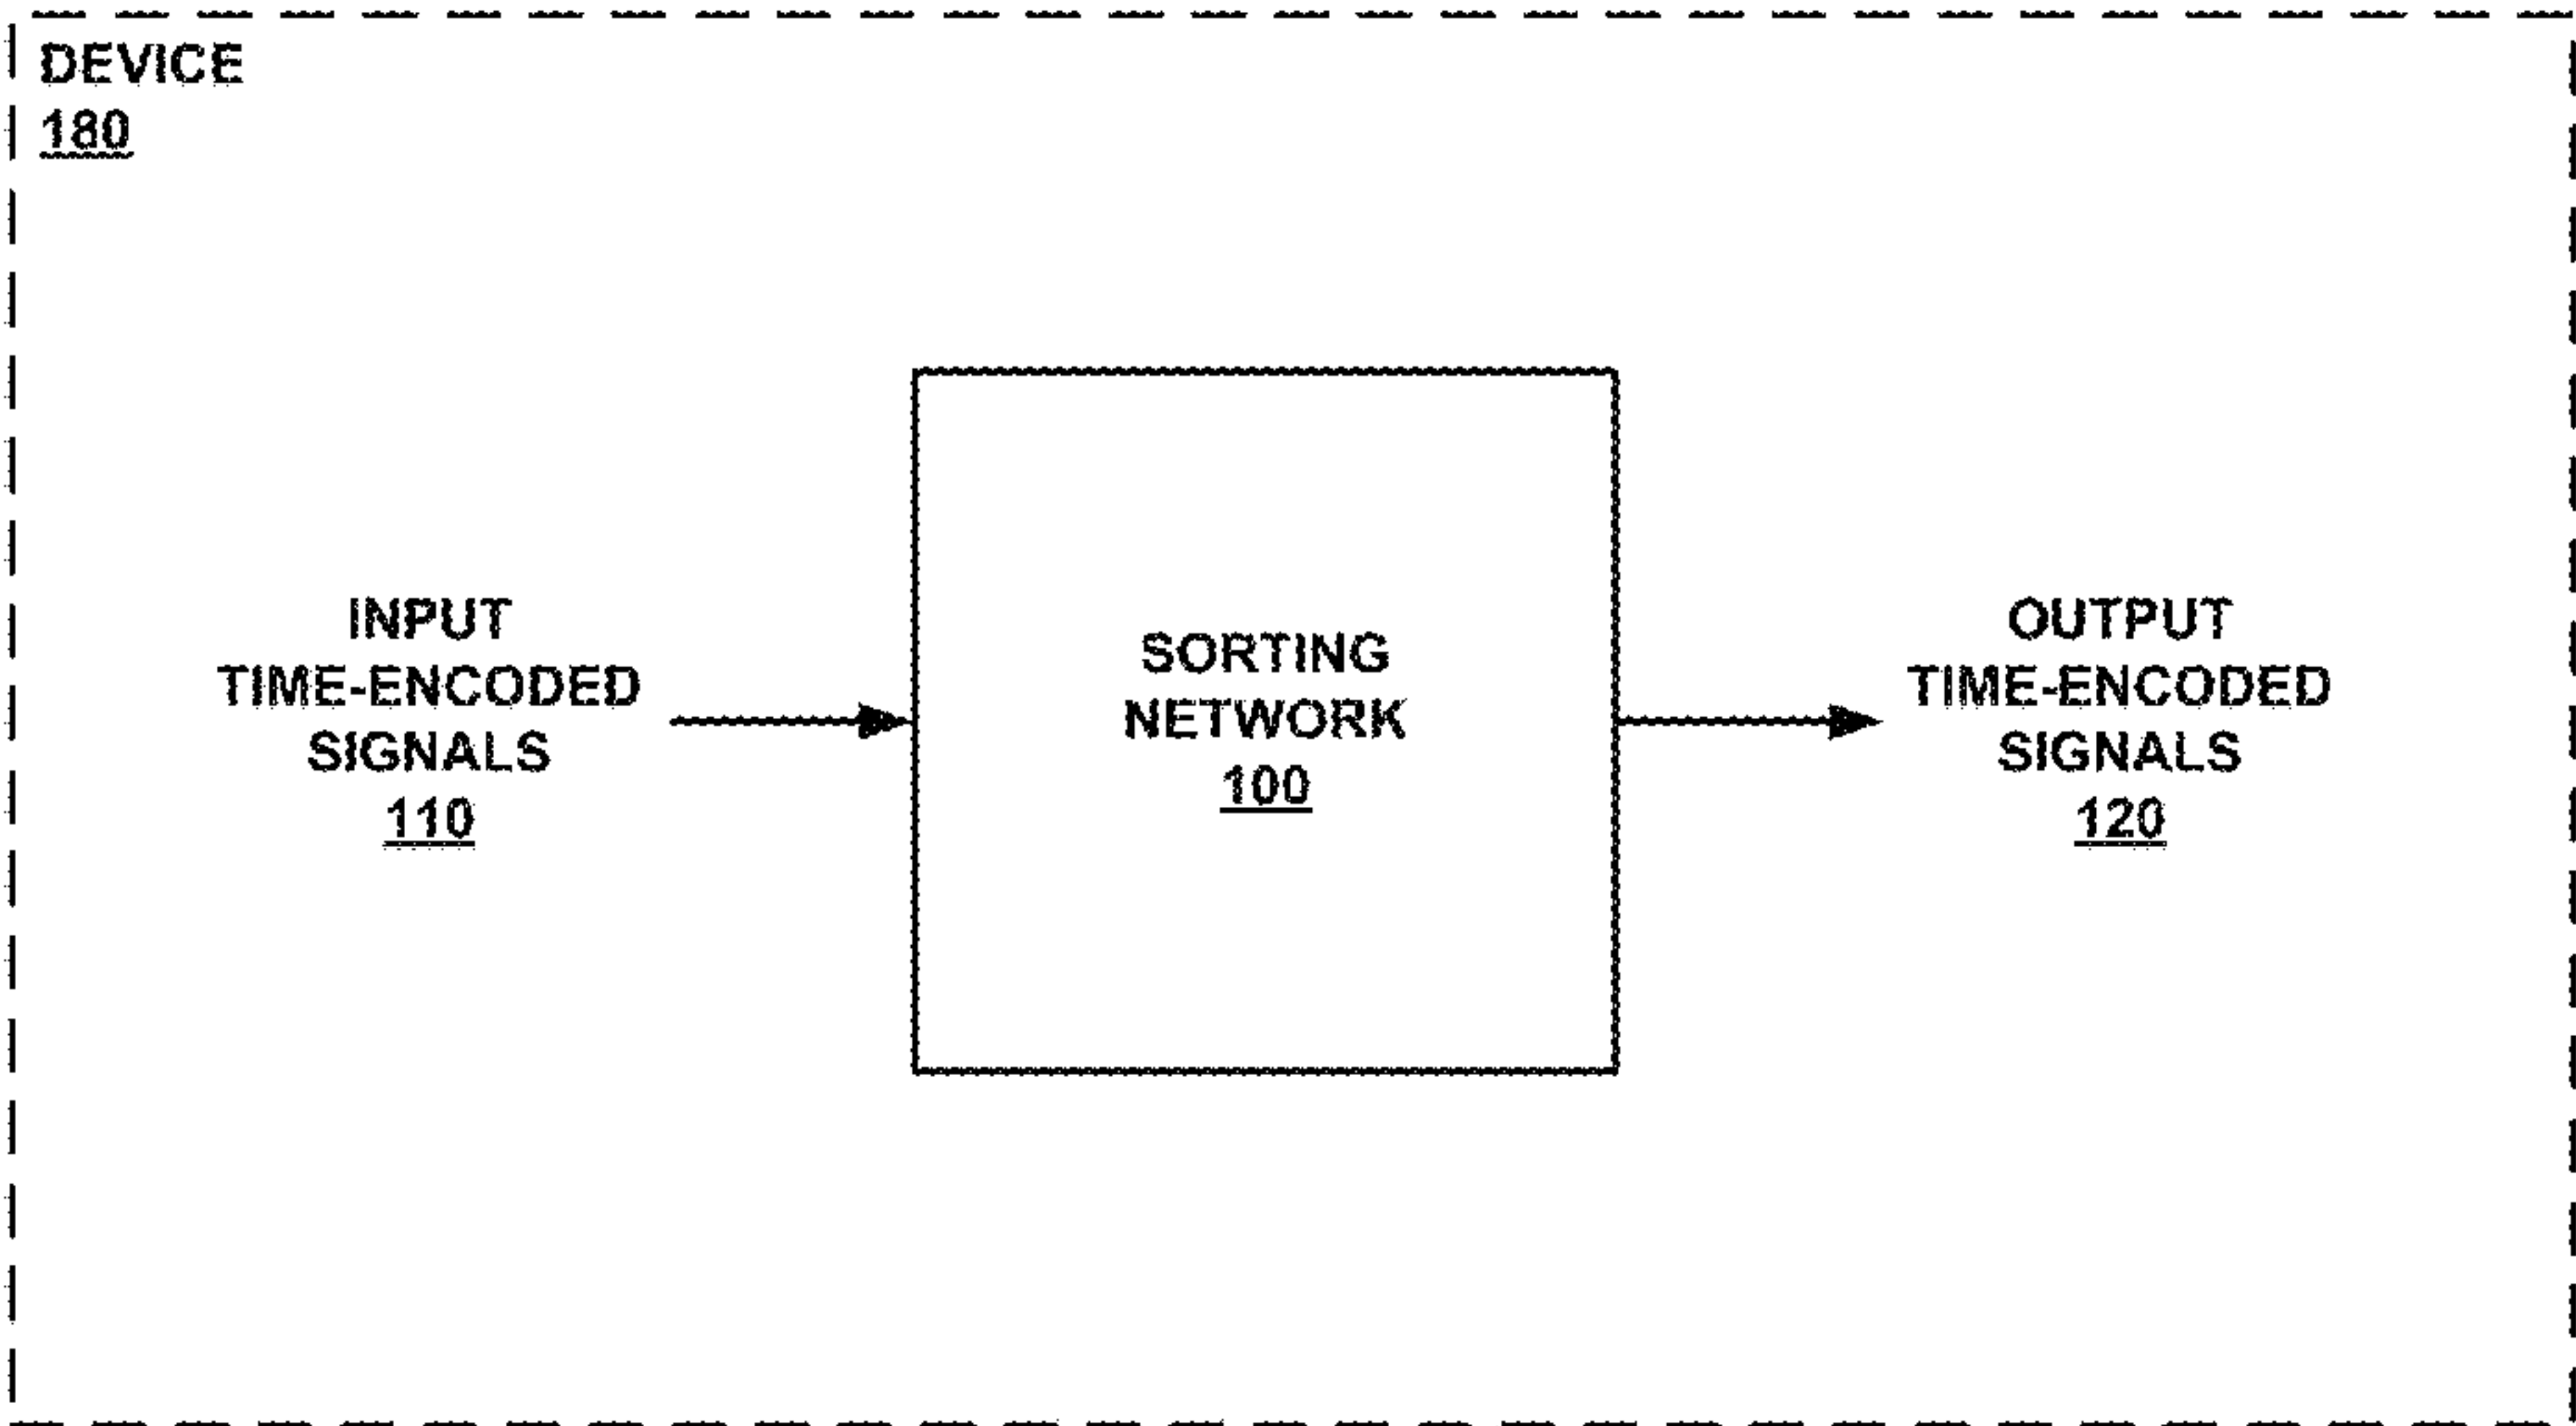 DEVICE
180
INPUT
TIME-ENCODED
SIGNALS
110
SORTING
NETWORK
100
OUTPUT
TIME-ENCODED
SIGNALS
120